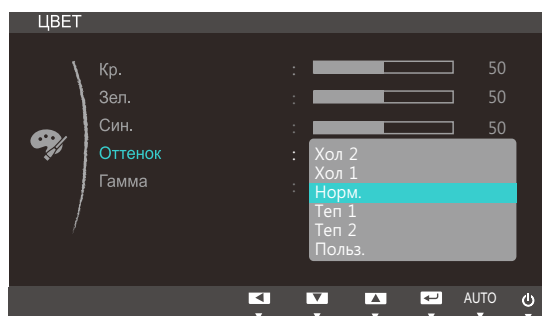 ЦВЕТ
Кр. : 50
Зел. : 50
Син. : 50
Оттенок : Хол 2
Хол 1
Норм.
Гамма :
Теп 1
Теп 2
Польз.
AUTO